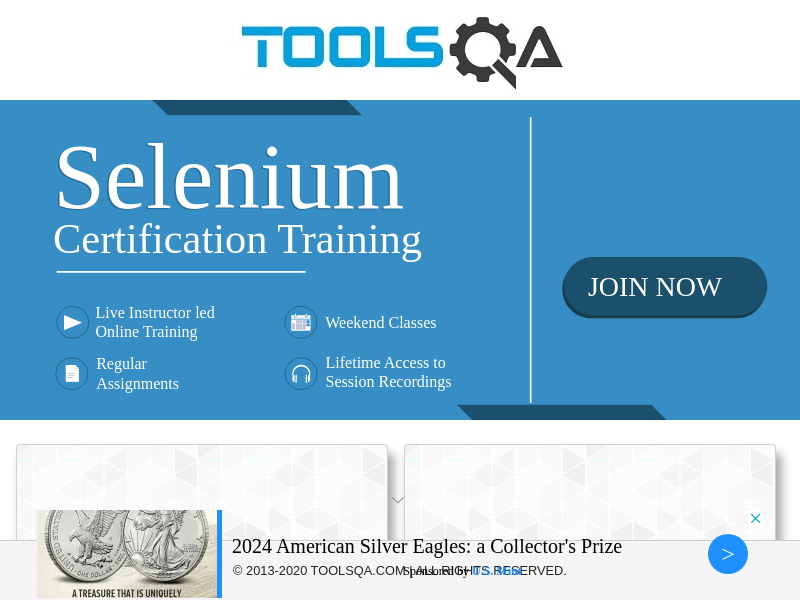 TOOLSQA
Selenium
Certification Training
JOIN NOW
Live Instructor led
Online Training
Weekend Classes
Regular
Assignments
Lifetime Access to
Session Recordings
2024 American Silver Eagles: a Collector's Prize
© 2013-2020 TOOLSQA.COM | ALL RIGHTS RESERVED.
Sponsored by U.S. Mint
A TREASURE THAT IS UNIQUELY